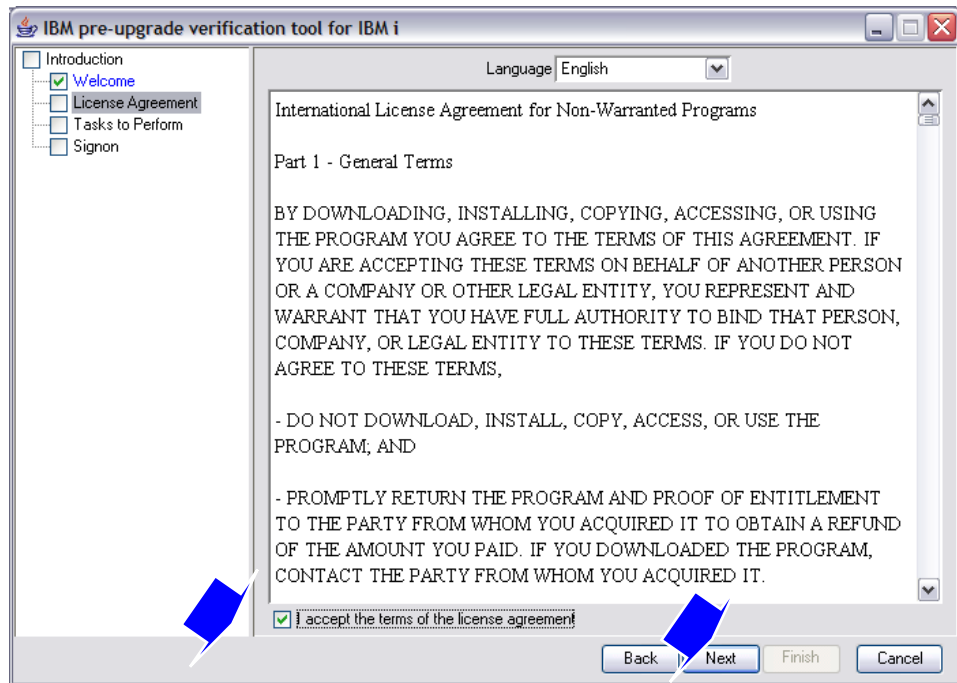 IBM pre-upgrade verification tool for IBM i
Introduction
Welcome
License Agreement
Tasks to Perform
Signon
Language English
International License Agreement for Non-Warranted Programs
Part 1 - General Terms
BY DOWNLOADING, INSTALLING, COPYING, ACCESSING, OR USING
THE PROGRAM YOU AGREE TO THE TERMS OF THIS AGREEMENT. IF
YOU ARE ACCEPTING THESE TERMS ON BEHALF OF ANOTHER PERSON
OR A COMPANY OR OTHER LEGAL ENTITY, YOU REPRESENT AND
WARRANT THAT YOU HAVE FULL AUTHORITY TO BIND THAT PERSON,
COMPANY, OR LEGAL ENTITY TO THESE TERMS. IF YOU DO NOT
AGREE TO THESE TERMS,
- DO NOT DOWNLOAD, INSTALL, COPY, ACCESS, OR USE THE
PROGRAM; AND
- PROMPTLY RETURN THE PROGRAM AND PROOF OF ENTITLEMENT
TO THE PARTY FROM WHOM YOU ACQUIRED IT TO OBTAIN A REFUND
OF THE AMOUNT YOU PAID. IF YOU DOWNLOADED THE PROGRAM,
CONTACT THE PARTY FROM WHOM YOU ACQUIRED IT.
I accept the terms of the license agreement
Back Next Finish Cancel